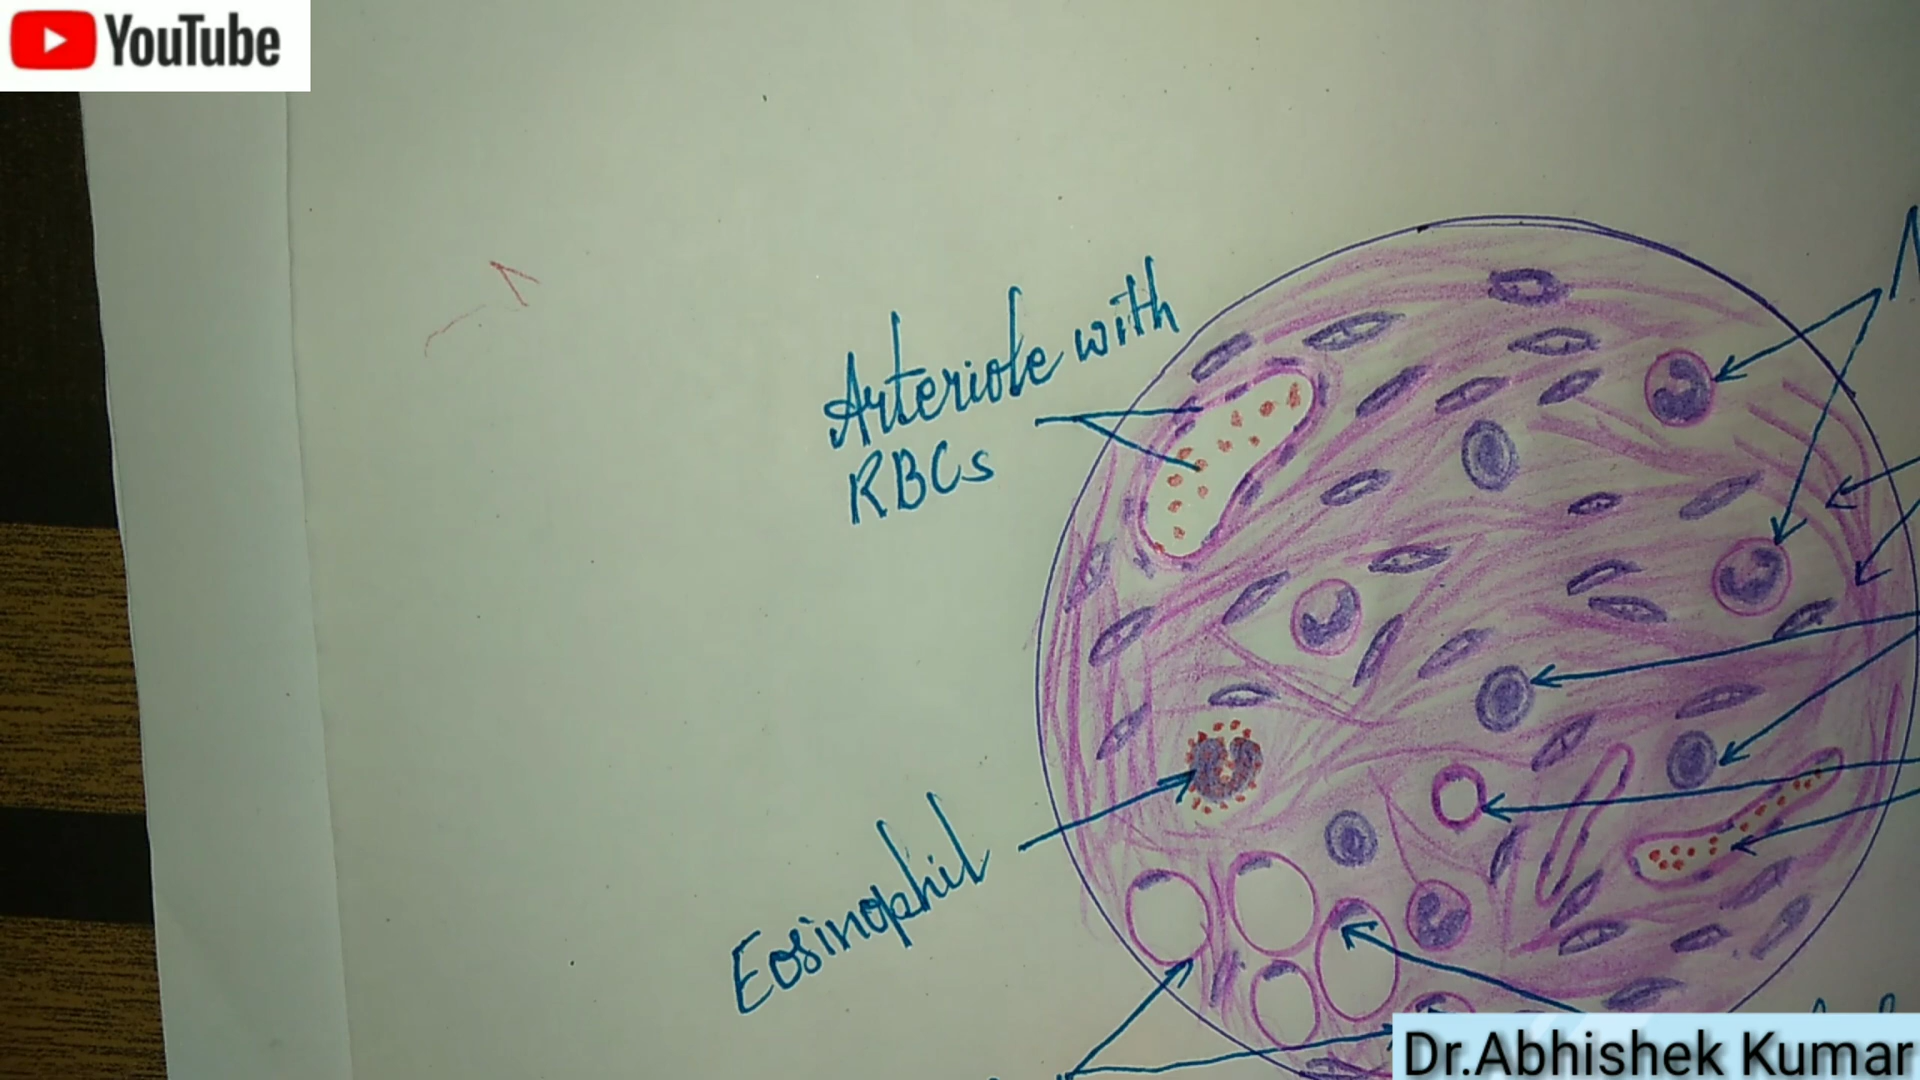 YouTube
Arteriole with
RBCs
Eosinophil
Dr.Abhishek Kumar